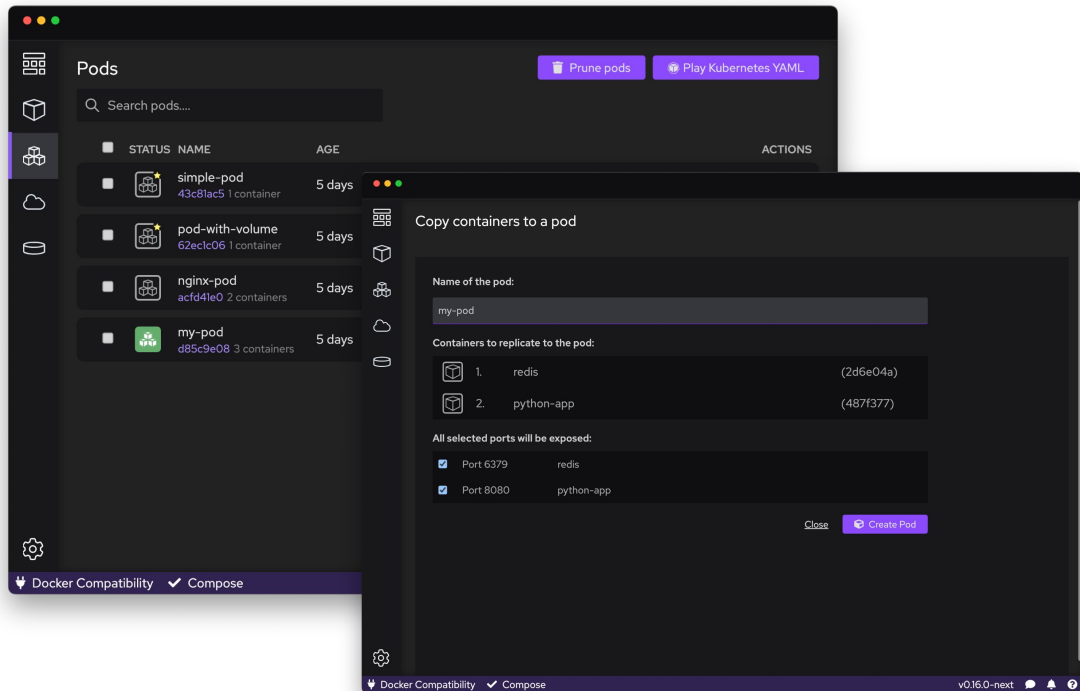 Pods
Prune pods
Play Kubernetes YAML
Search pods....
STATUS NAME AGE ACTIONS
simple-pod
43c81ac5 1 container
5 days
pod-with-volume
62ec1c06 1 container
5 days
nginx-pod
acfd41e0 2 containers
5 days
my-pod
d85c9e08 3 containers
5 days
Docker Compatibility Compose
Copy containers to a pod
Name of the pod:
my-pod
Containers to replicate to the pod:
1. redis (2d6e04a)
2. python-app (487f377)
All selected ports will be exposed:
Port 6379 redis
Port 8080 python-app
Close Create Pod
Docker Compatibility Compose v0.16.0-next